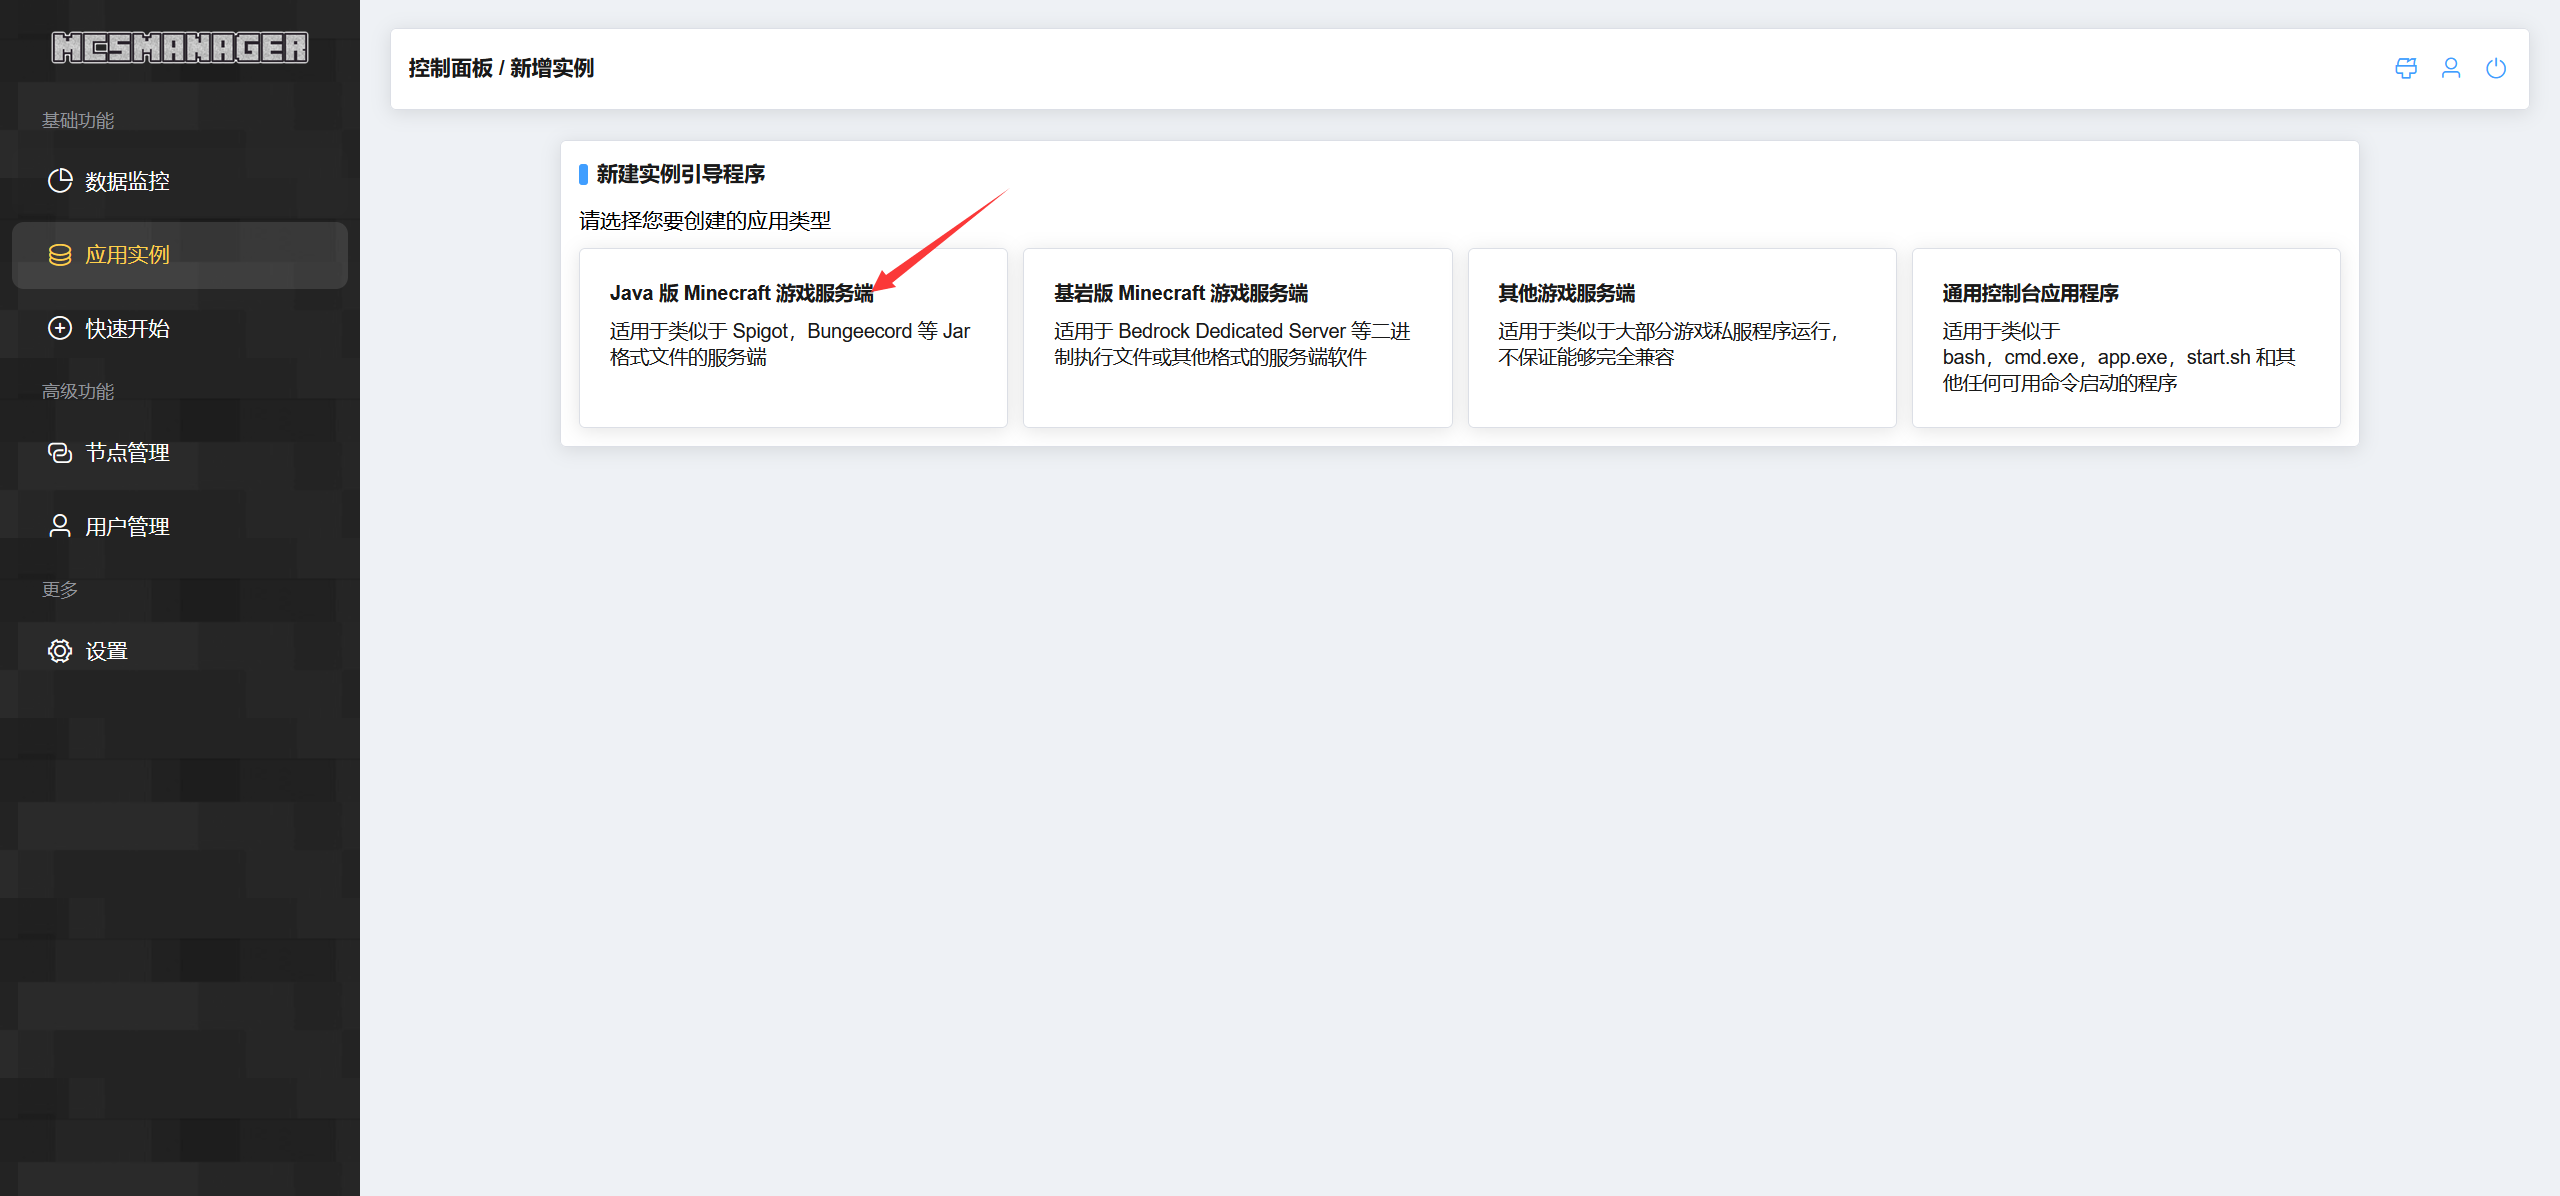 MCSMANAGER
基础功能
数据监控
应用实例
快速开始
高级功能
节点管理
用户管理
更多
设置
控制面板 / 新增实例
新建实例引导程序
请选择您要创建的应用类型
Java 版 Minecraft 游戏服务端
适用于类似于 Spigot，Bungeecord 等 Jar
格式文件的服务端
基岩版 Minecraft 游戏服务端
适用于 Bedrock Dedicated Server 等二进
制执行文件或其他格式的服务端软件
其他游戏服务端
适用于类似于大部分游戏私服程序运行，
不保证能够完全兼容
通用控制台应用程序
适用于类似于
bash，cmd.exe，app.exe，start.sh 和其
他任何可用命令启动的程序